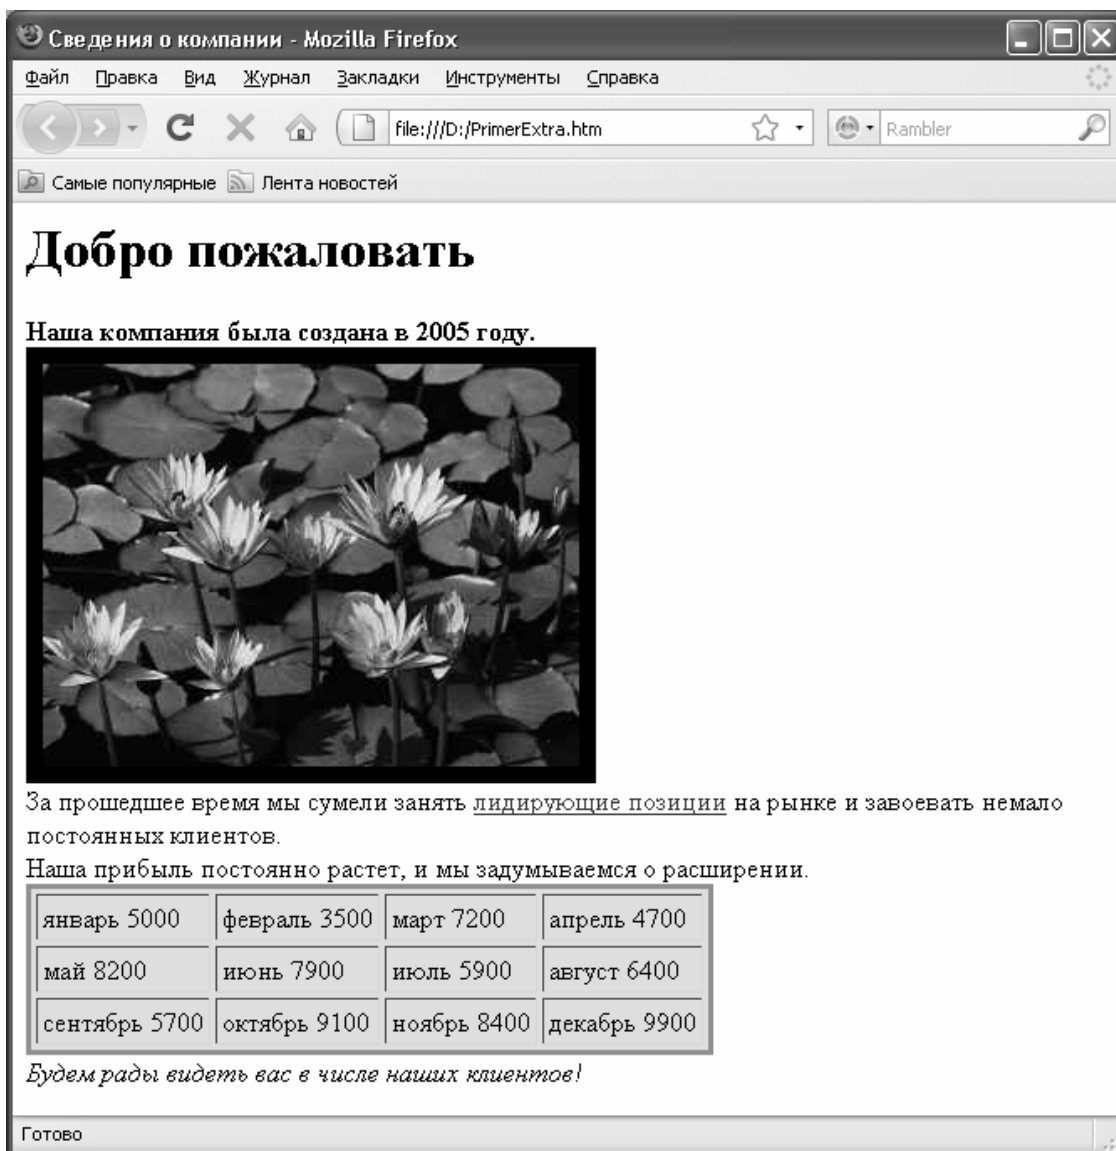 Сведения о компании - Mozilla Firefox
Файл Правка Вид Журнал Закладки Инструменты Справка
file:///D:/PrimerExtra.htm Rambler
Самые популярные Лента новостей
Добро пожаловать
Наша компания была создана в 2005 году.
За прошедшее время мы сумели занять лидирующие позиции на рынке и завоевать немало
постоянных клиентов.
Наша прибыль постоянно растет, и мы задумываемся о расширении.
январь 5000 февраль 3500 март 7200 апрель 4700
май 8200 июнь 7900 июль 5900 август 6400
сентябрь 5700 октябрь 9100 ноябрь 8400 декабрь 9900
Будем рады видеть вас в числе наших клиентов!
Готово